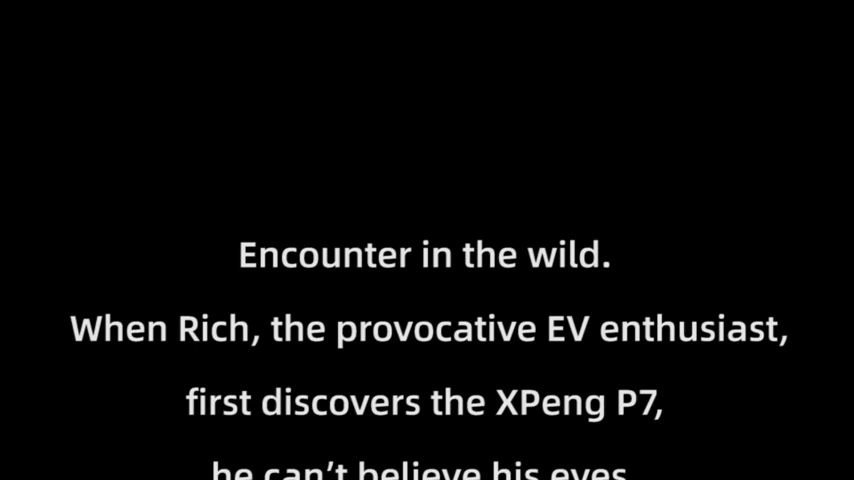 Encounter in the wild.
When Rich, the provocative EV enthusiast,
first discovers the XPeng P7,
he can't believe his eyes